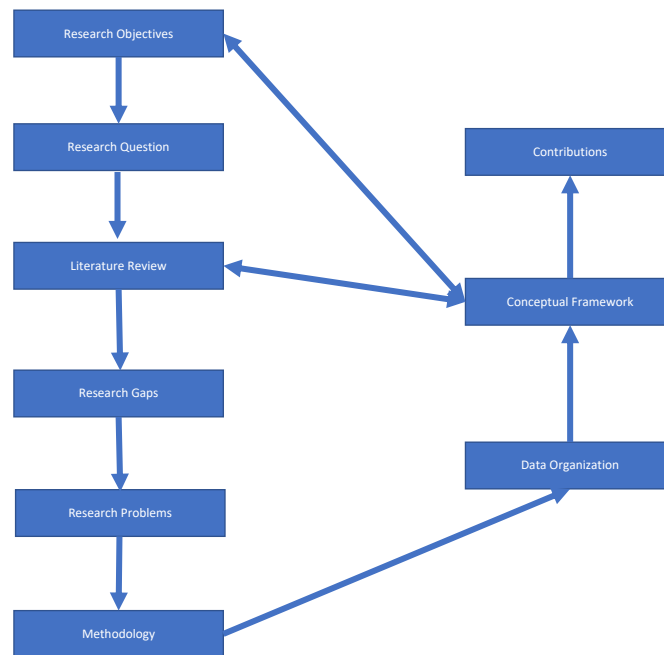 Research Objectives
Research Question
Literature Review
Research Gaps
Research Problems
Methodology
Contributions
Conceptual Framework
Data Organization